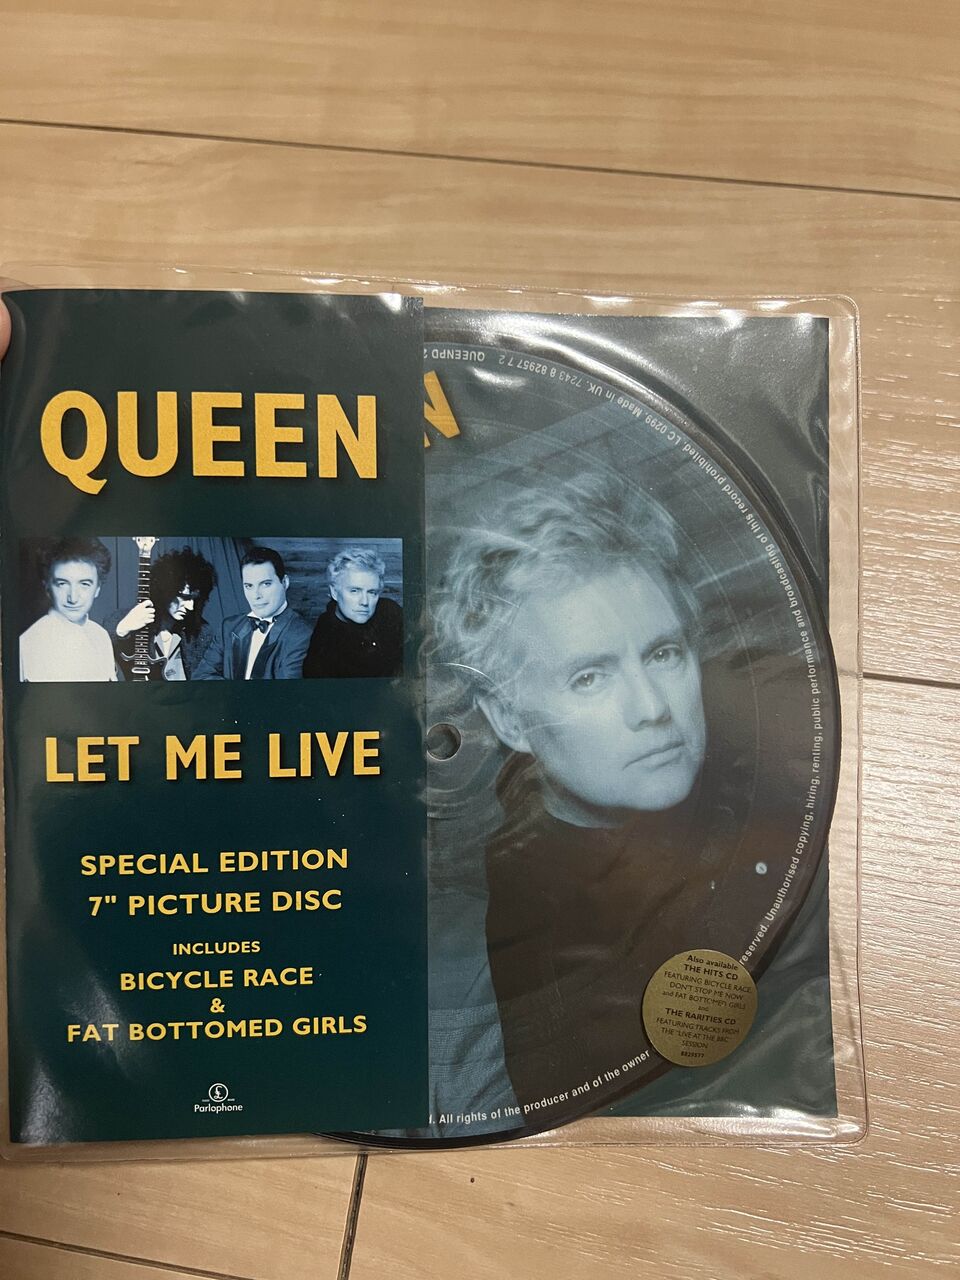 QUEEN
LET ME LIVE
SPECIAL EDITION
7" PICTURE DISC
INCLUDES
BICYCLE RACE
&
FAT BOTTOMED GIRLS
Parlophone
N
QUEENPD 2
7243 8 82957 7 2
. All rights of the producer and of the owner
reserved. Unauthorised copying, hiring, renting, public performance and broadcasting of this record prohibited. LC 0299. Made in UK.
Also available
THE HITS CD
FEATURING BICYCLE RACE,
DON'T STOP ME NOW
and FAT BOTTOMED GIRLS
and
THE RARITIES CD
FEATURING TRACKS FROM
THE "LIVE AT THE BBC"
SESSION
8829577